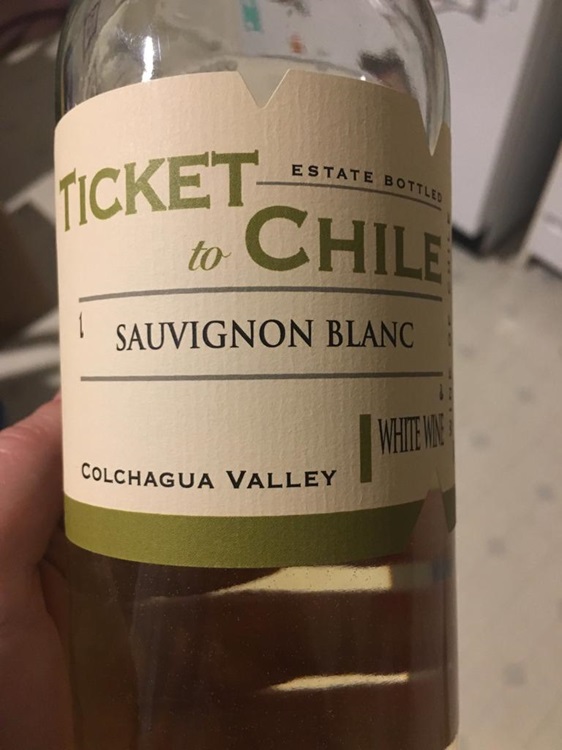 TICKET
ESTATE BOTTLED
to CHILE
SAUVIGNON BLANC
WHITE WINE
COLCHAGUA VALLEY